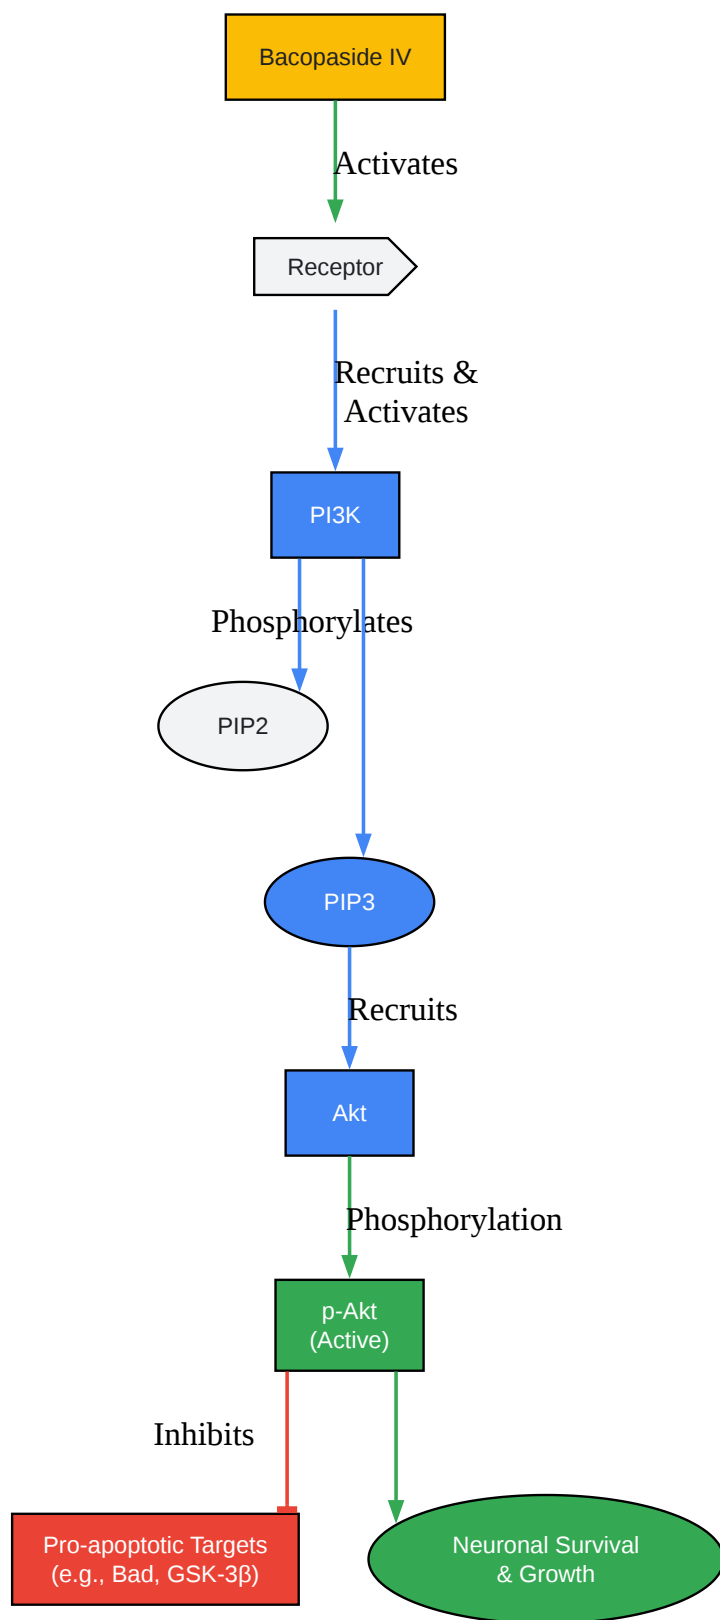 Bacopaside IV
Activates
Receptor
Recruits &
Activates
PI3K
Phosphorylates
PIP2
PIP3
Recruits
Akt
Phosphorylation
p-Akt
(Active)
Inhibits
Pro-apoptotic Targets
(e.g., Bad, GSK-3β)
Neuronal Survival
& Growth